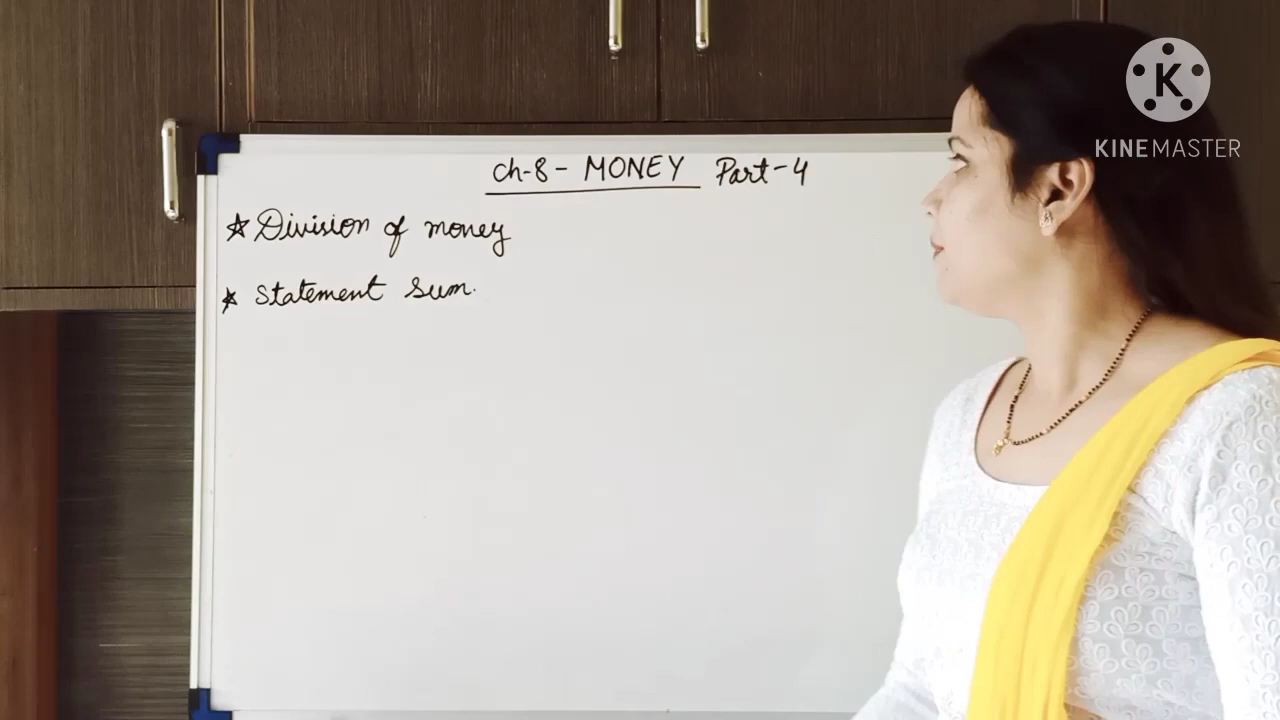 ch-8 - MONEY Part-4
☆ Division of money
☆ Statement Sum.
K
KINEMASTER